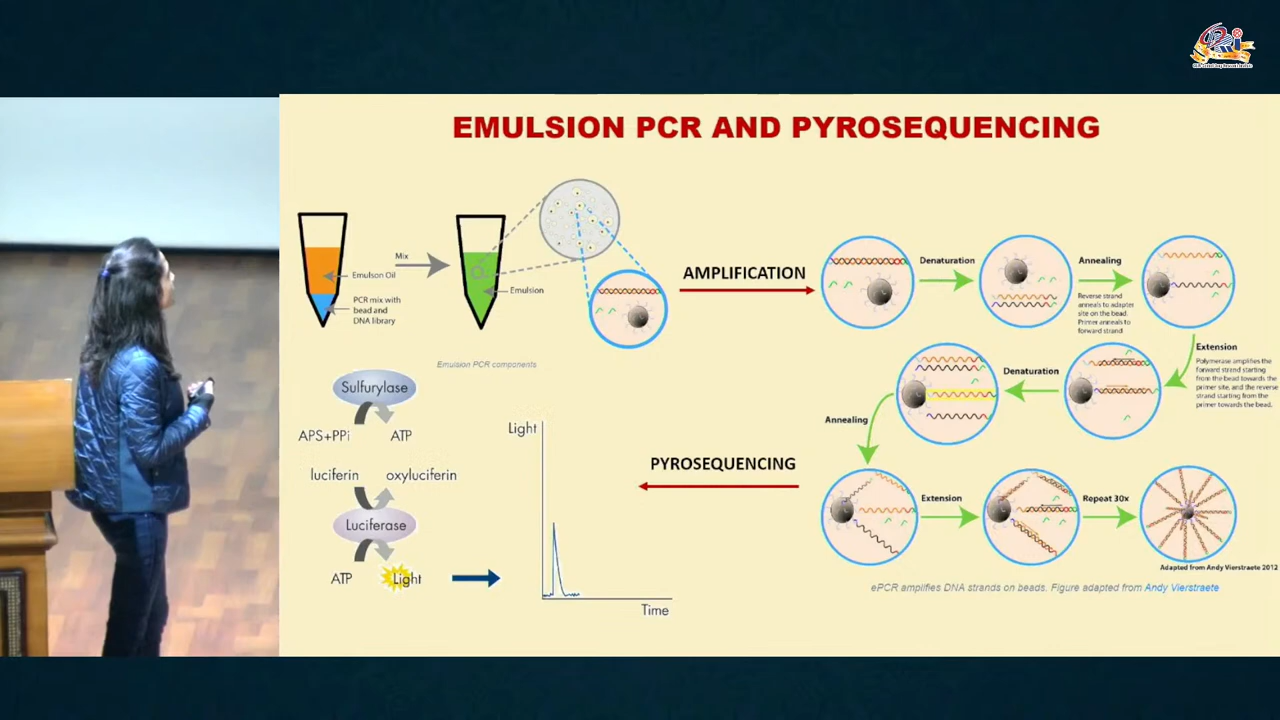 EMULSION PCR AND PYROSEQUENCING
Mix
Emulson Oil
PCR mix with
bead and
DNA library
Emulsion
Emulsion PCR components
AMPLIFICATION
Denaturation
Annealing
Reverse strand
anneals to adapter
site on the bead.
Primer anneals to
forward strand
Extension
Polymerase amplifies the
forward strend starting
from the bead towards the
primer site, and the reverse
strand starting from the
primer towards the bead.
Denaturation
Annealing
Extension
Repeat 30x
Adapted from Andy Vierstraete 2012
ePCR amplifies DNA strands on beads. Figure adapted from Andy Vierstraete
PYROSEQUENCING
Sulfurylase
APS+PPi
ATP
luciferin
oxyluciferin
Luciferase
ATP
Light
Light
Time